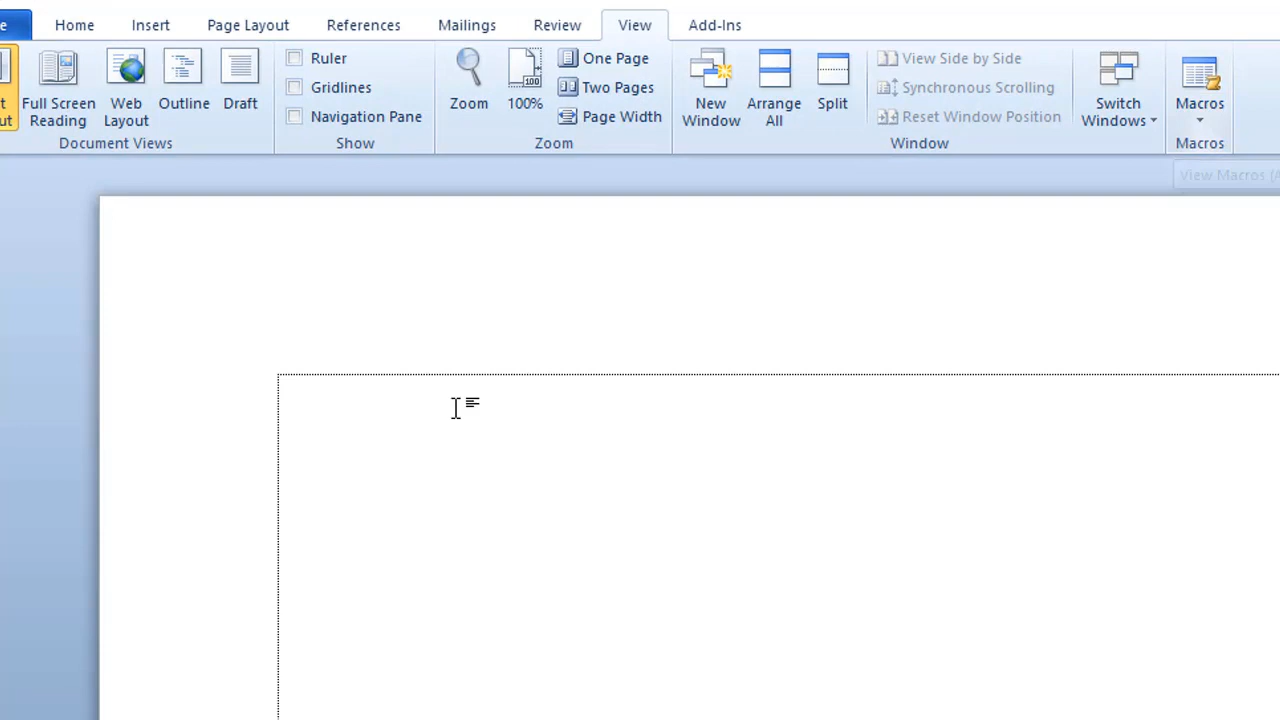 e Home Insert Page Layout References Mailings Review View Add-Ins
t
ut
Full Screen
Reading
Web
Layout
Outline
Draft
Document Views
Ruler
Gridlines
Navigation Pane
Show
Zoom
100
100%
One Page
Two Pages
Page Width
Zoom
New
Window
Arrange
All
Split
View Side by Side
Synchronous Scrolling
Reset Window Position
Window
Switch
Windows
Macros
Macros
View Macros (A